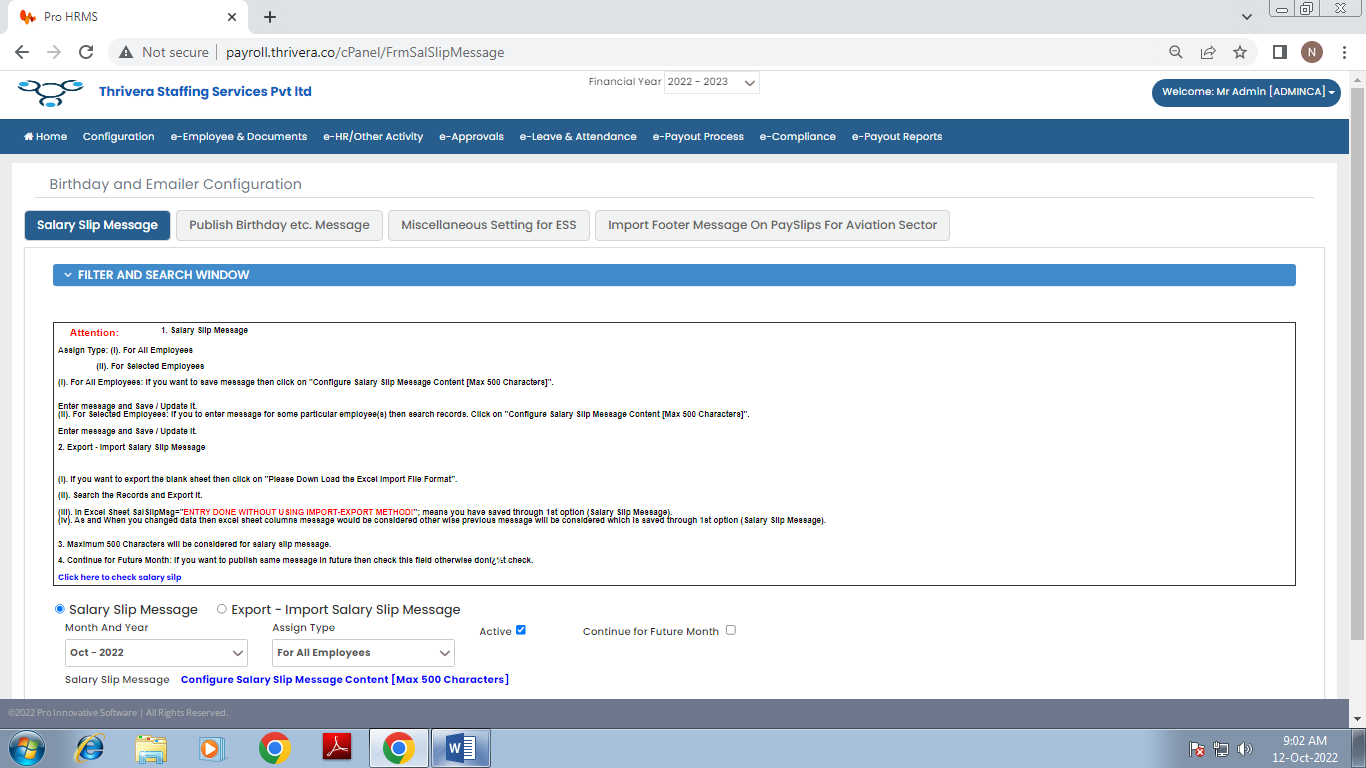 Pro HRMS
Not secure | payroll.thrivera.co/cPanel/FrmSalSlipMessage
N
Thrivera Staffing Services Pvt ltd
Financial Year 2022 - 2023
Welcome: Mr Admin [ADMINCA]
Home Configuration e-Employee & Documents e-HR/Other Activity e-Approvals e-Leave & Attendance e-Payout Process e-Compliance e-Payout Reports
Birthday and Emailer Configuration
Salary Slip Message Publish Birthday etc. Message Miscellaneous Setting for ESS Import Footer Message On PaySlips For Aviation Sector
FILTER AND SEARCH WINDOW
Attention: 1. Salary Slip Message
Assign Type: (I). For All Employees
(II). For Selected Employees
(I). For All Employees: If you want to save message then click on "Configure Salary Slip Message Content [Max 500 Characters]".
Enter message and Save / Update It.
(II). For Selected Employees: If you to enter message for some particular employee(s) then search records. Click on "Configure Salary Slip Message Content [Max 500 Characters]".
Enter message and Save / Update It.
2. Export - Import Salary Slip Message
(I). If you want to export the blank sheet then click on "Please Down Load the Excel Import File Format".
(II). Search the Records and Export It.
(III). In Excel Sheet SalSlipMsg="ENTRY DONE WITHOUT USING IMPORT-EXPORT METHOD!"; means you have saved through 1st option (Salary Slip Message).
(IV). As and When you changed data then excel sheet columns message would be considered other wise previous message will be considered which is saved through 1st option (Salary Slip Message).
3. Maximum 500 Characters will be considered for salary slip message.
4. Continue for Future Month: If you want to publish same message in future then check this field otherwise donï¿½t check.
Click here to check salary silp
Salary Slip Message Export - Import Salary Slip Message
Month And Year Assign Type Active Continue for Future Month
Oct - 2022 For All Employees
Salary Slip Message Configure Salary Slip Message Content [Max 500 Characters]
©2022 Pro Innovative Software | All Rights Reserved.
9:02 AM
12-Oct-2022